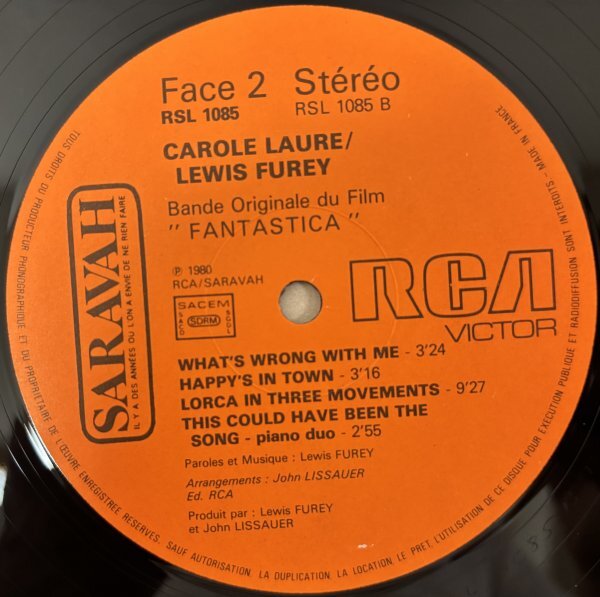 Face 2 Stéréo
RSL 1085 RSL 1085 B
CAROLE LAURE/
LEWIS FUREY
Bande Originale du Film
" FANTASTICA "
℗ 1980
RCA/SARAVAH
SACEM
SACD SDRM SGDL
SARAVAH
IL Y A DES ANNÉES OU L'ON A ENVIE DE NE RIEN FAIRE
RCA
VICTOR
WHAT'S WRONG WITH ME - 3'24
HAPPY'S IN TOWN - 3'16
LORCA IN THREE MOVEMENTS - 9'27
THIS COULD HAVE BEEN THE
SONG - piano duo - 2'55
Paroles et Musique : Lewis FUREY
Arrangements : John LISSAUER
Ed. RCA
Produit par : Lewis FUREY
et John LISSAUER
TOUS DROITS DU PRODUCTEUR PHONOGRAPHIQUE ET DU PROPRIETAIRE DE L'ŒUVRE ENREGISTREE RESERVES. SAUF AUTORISATION, LA DUPLICATION, LA LOCATION, LE PRET, L'UTILISATION DE CE DISQUE POUR EXECUTION PUBLIQUE ET RADIODIFFUSION SONT INTERDITS - MADE IN FRANCE